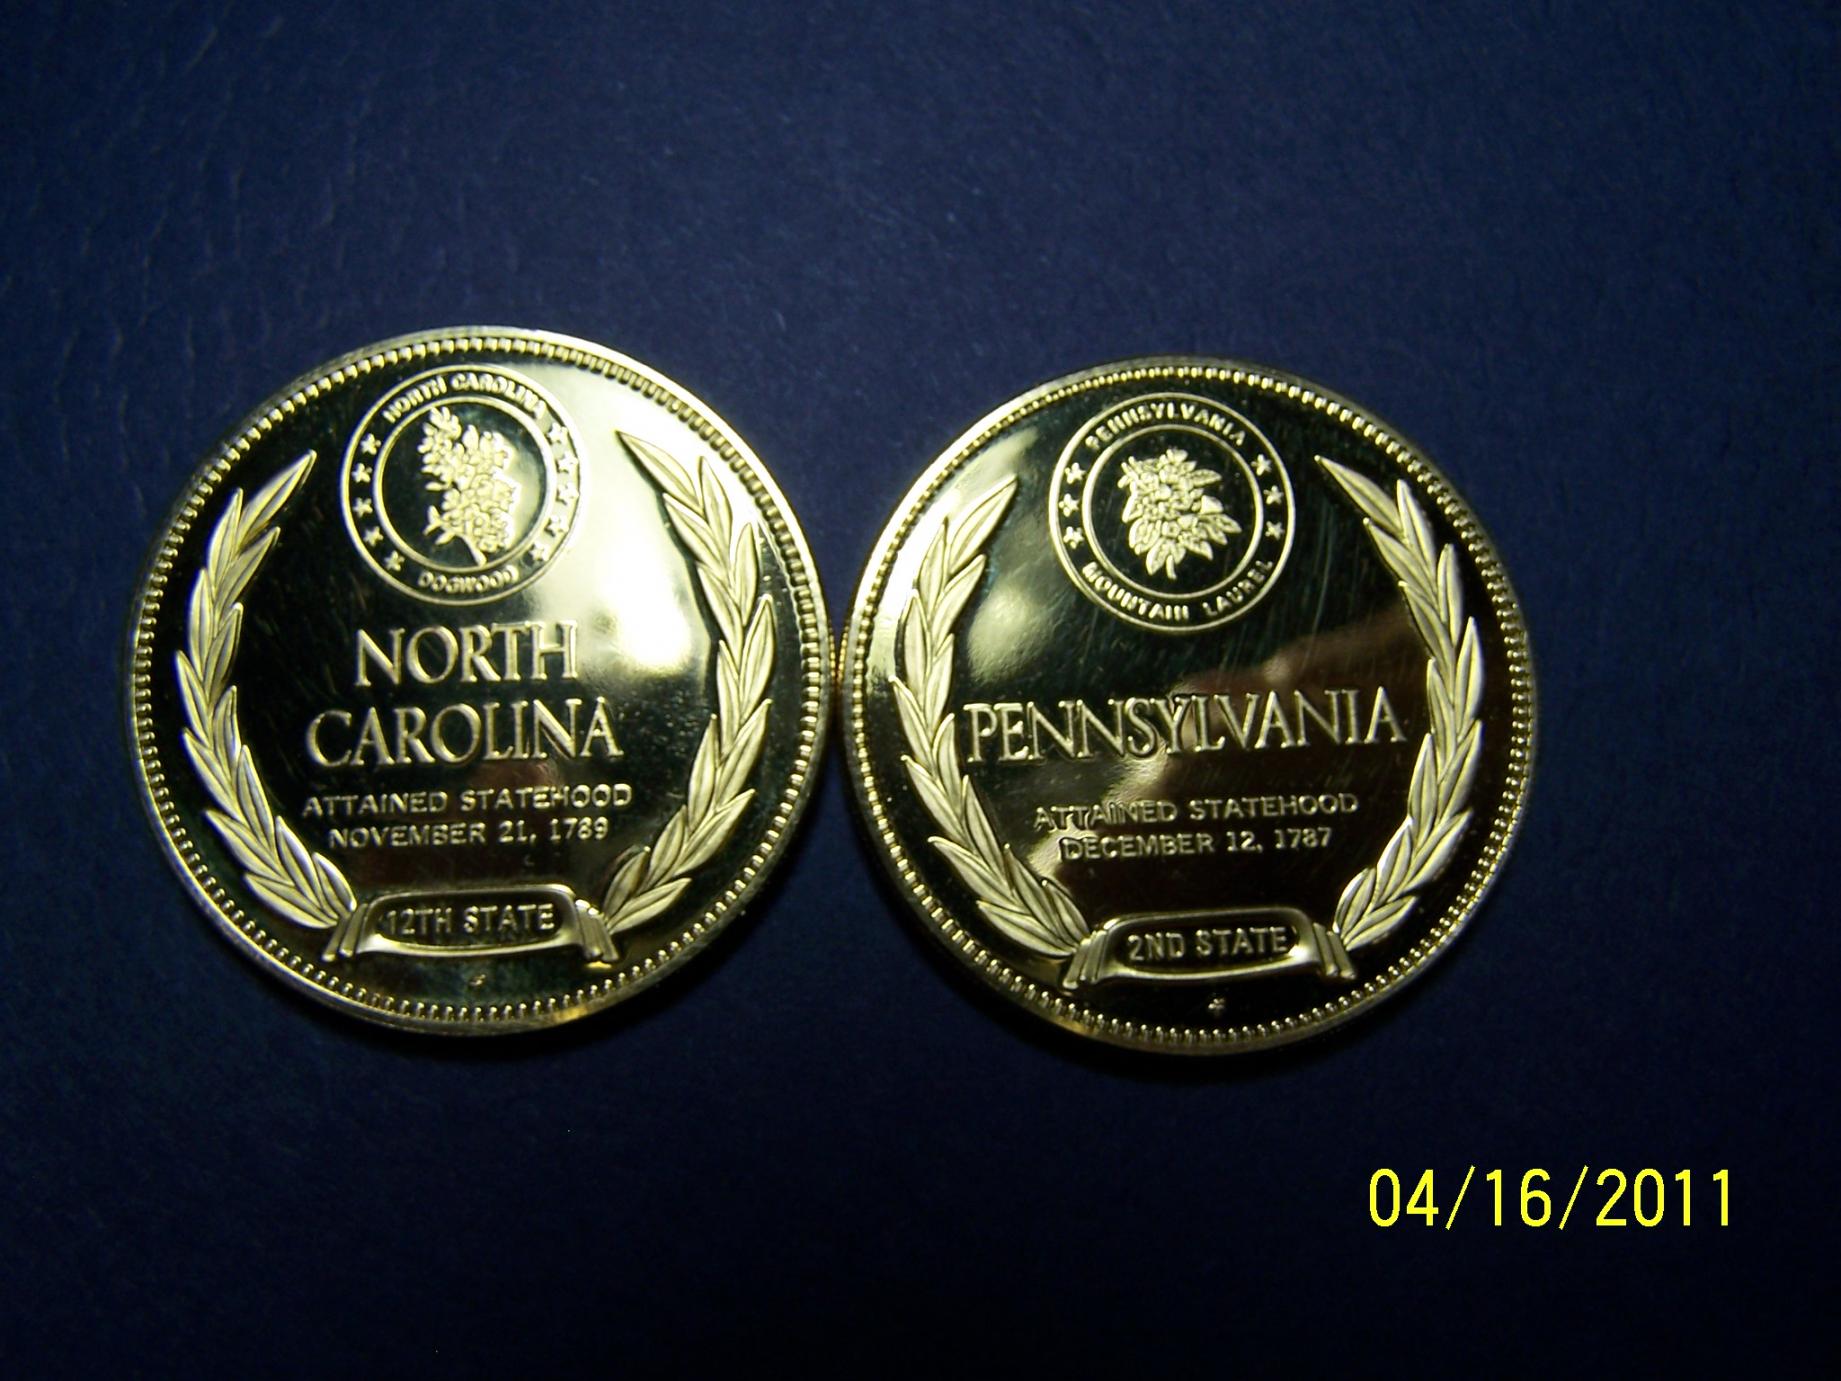 NORTH CAROLINA
DOGWOOD
NORTH
CAROLINA
ATTAINED STATEHOOD
NOVEMBER 21, 1789
12TH STATE
PENNSYLVANIA
MOUNTAIN LAUREL
PENNSYLVANIA
ATTAINED STATEHOOD
DECEMBER 12, 1787
2ND STATE
04/16/2011